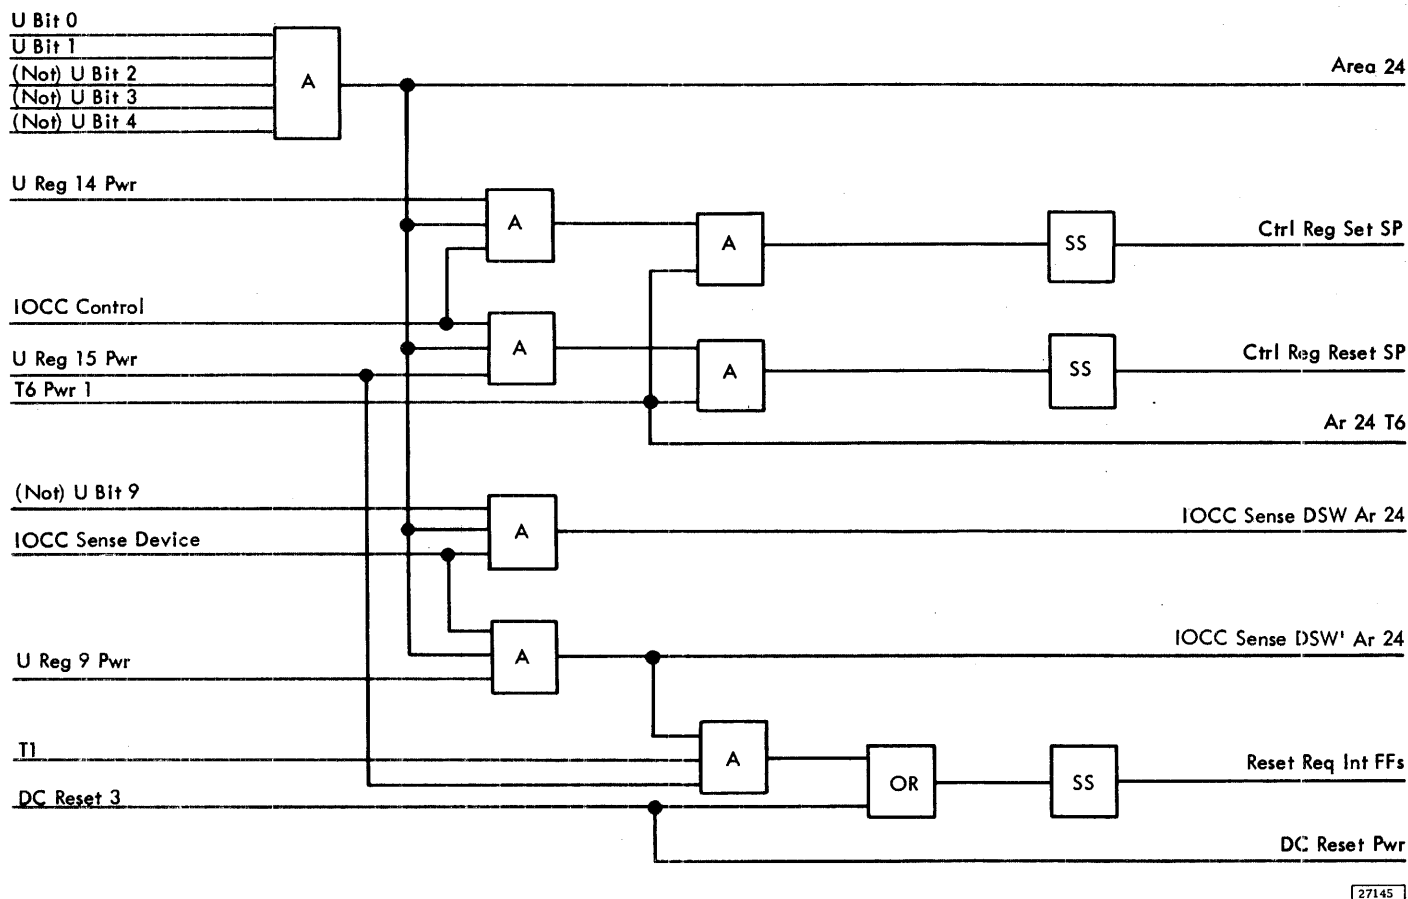 U Bit 0
U Bit 1
(Not) U Bit 2
(Not) U Bit 3
(Not) U Bit 4
A
Area 24
U Reg 14 Pwr
A
A
SS
Ctrl Reg Set SP
IOCC Control
A
U Reg 15 Pwr
A
SS
Ctrl Reg Reset SP
T6 Pwr 1
Ar 24 T6
(Not) U Bit 9
A
IOCC Sense DSW Ar 24
IOCC Sense Device
A
IOCC Sense DSW' Ar 24
U Reg 9 Pwr
T1
A
OR
SS
Reset Req Int FFs
DC Reset 3
DC Reset Pwr
27145